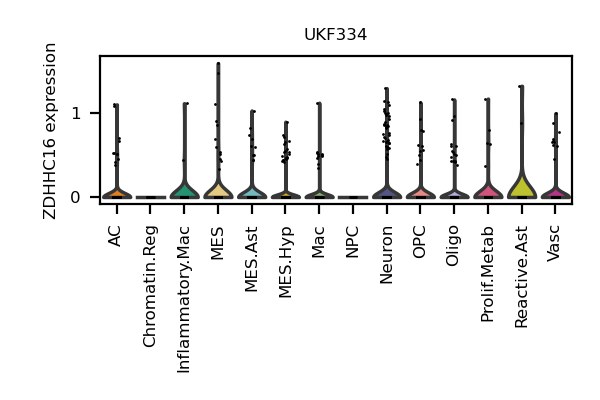 UKF334
ZDHHC16 expression
1
0
AC
Chromatin.Reg
Inflammatory.Mac
MES
MES.Ast
MES.Hyp
Mac
NPC
Neuron
OPC
Oligo
Prolif.Metab
Reactive.Ast
Vasc